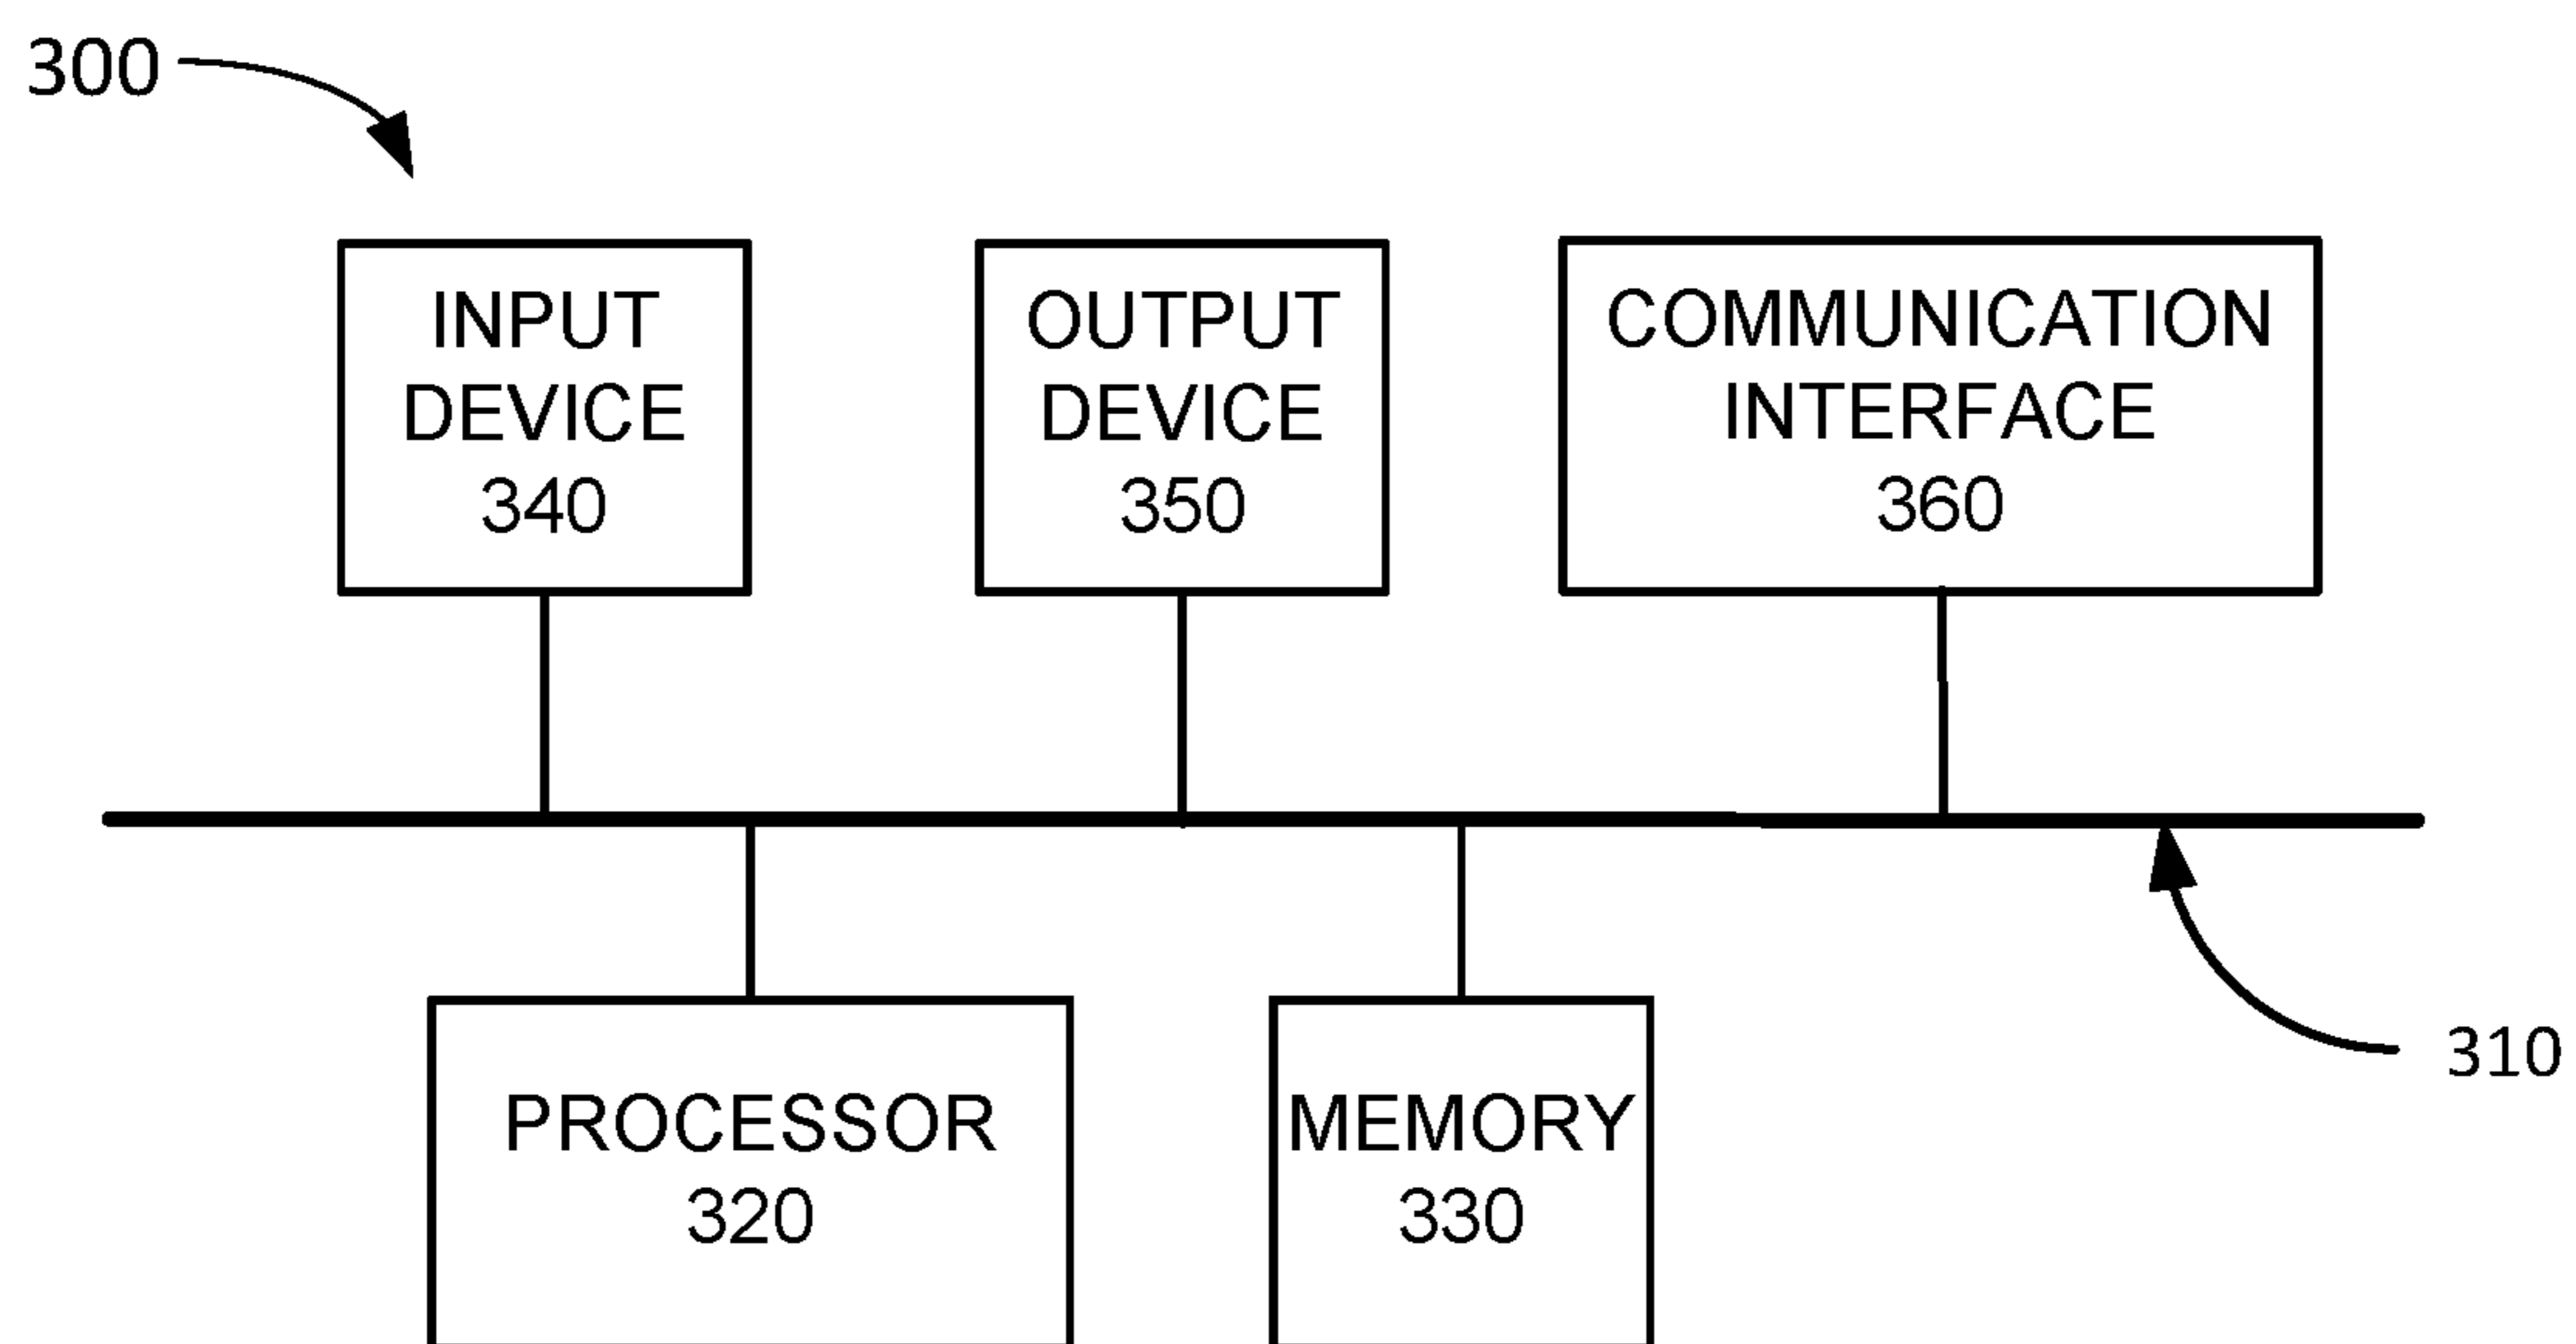 300
INPUT
DEVICE
340
OUTPUT
DEVICE
350
COMMUNICATION
INTERFACE
360
310
PROCESSOR
320
MEMORY
330